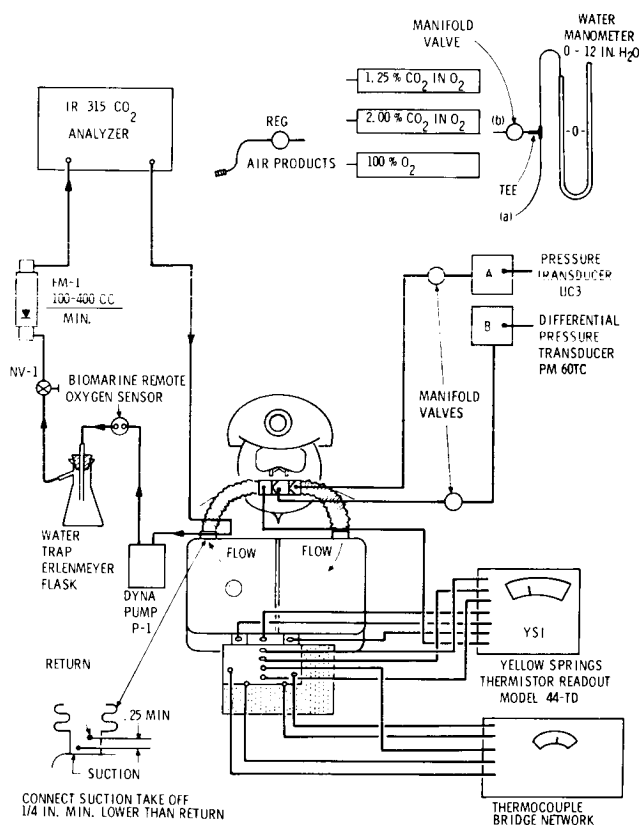 MANIFOLD
VALVE
WATER
MANOMETER
0 - 12 IN. H2O
IR 315 CO2
ANALYZER
1.25 % CO2 IN O2
2.00 % CO2 IN O2
100 % O2
REG
AIR PRODUCTS
(b)
-0-
TEE
(a)
FM-1
100-400 CC
MIN.
NV-1
BIOMARINE REMOTE
OXYGEN SENSOR
A
PRESSURE
TRANSDUCER
UC3
B
DIFFERENTIAL
PRESSURE
TRANSDUCER
PM 60TC
MANIFOLD
VALVES
WATER
TRAP
ERLENMEYER
FLASK
DYNA
PUMP
P-1
FLOW
FLOW
YSI
YELLOW SPRINGS
THERMISTOR READOUT
MODEL 44-TD
RETURN
.25 MIN
SUCTION
CONNECT SUCTION TAKE OFF
1/4 IN. MIN. LOWER THAN RETURN
THERMOCOUPLE
BRIDGE NETWORK